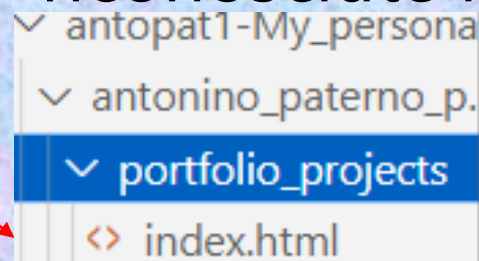 antopat1-My_persona
antonino_paterno_p.
portfolio_projects
<> index.html